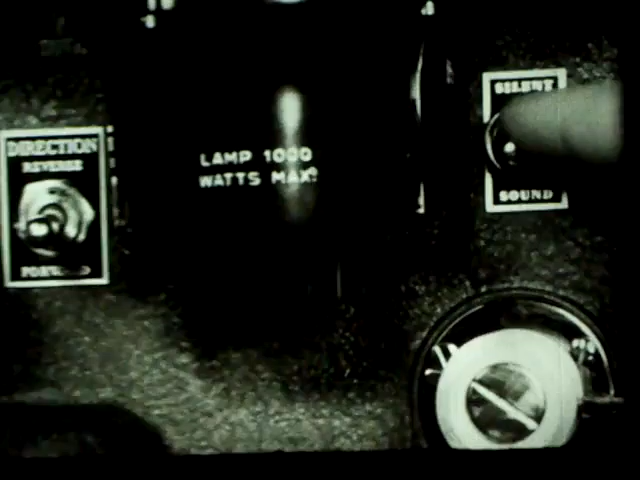 DIRECTION
REVERSE
FORWARD
LAMP 1000
WATTS MAX.
SILENT
SOUND